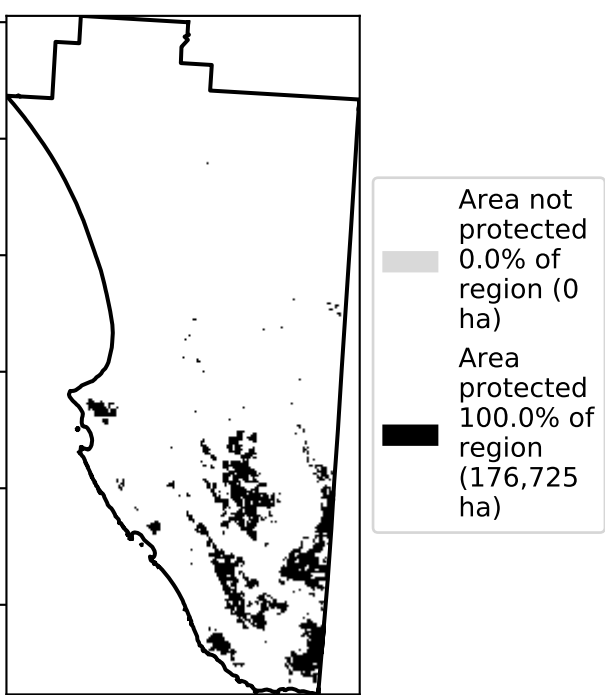 Area not
protected
0.0% of
region (0
ha)
Area
protected
100.0% of
region
(176,725
ha)